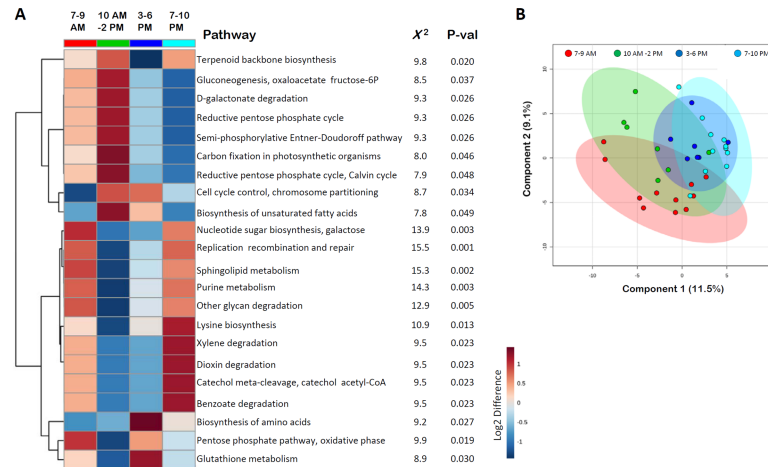 A
7-9 AM
10 AM -2 PM
3-6 PM
7-10 PM
Pathway
X² P-val
Terpenoid backbone biosynthesis 9.8 0.020
Gluconeogenesis, oxaloacetate fructose-6P 8.5 0.037
D-galactonate degradation 9.3 0.026
Reductive pentose phosphate cycle 9.3 0.026
Semi-phosphorylative Entner-Doudoroff pathway 9.3 0.026
Carbon fixation in photosynthetic organisms 8.0 0.046
Reductive pentose phosphate cycle, Calvin cycle 7.9 0.048
Cell cycle control, chromosome partitioning 8.7 0.034
Biosynthesis of unsaturated fatty acids 7.8 0.049
Nucleotide sugar biosynthesis, galactose 13.9 0.003
Replication recombination and repair 15.5 0.001
Sphingolipid metabolism 15.3 0.002
Purine metabolism 14.3 0.003
Other glycan degradation 12.9 0.005
Lysine biosynthesis 10.9 0.013
Xylene degradation 9.5 0.023
Dioxin degradation 9.5 0.023
Catechol meta-cleavage, catechol acetyl-CoA 9.5 0.023
Benzoate degradation 9.5 0.023
Biosynthesis of amino acids 9.2 0.027
Pentose phosphate pathway, oxidative phase 9.9 0.019
Glutathione metabolism 8.9 0.030
Log2 Difference
1
0.5
0
-0.5
-1
B
7-9 AM 10 AM -2 PM 3-6 PM 7-10 PM
Component 2 (9.1%)
10
5
0
-5
-10
-10 -5 0 5
Component 1 (11.5%)